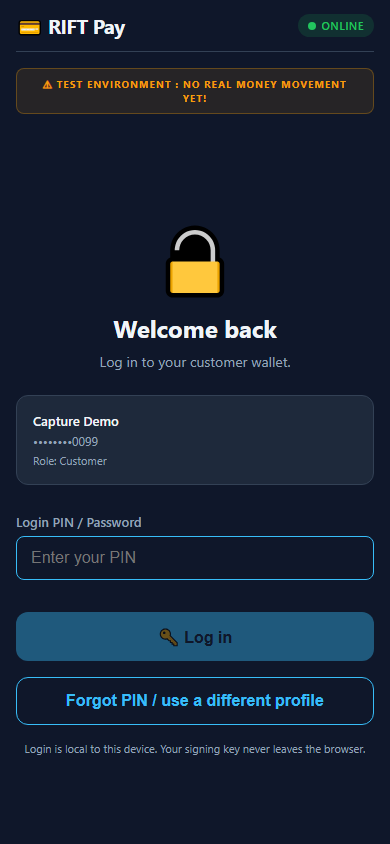 💳 RIFT Pay
ONLINE
⚠ TEST ENVIRONMENT : NO REAL MONEY MOVEMENT
YET!
Welcome back
Log in to your customer wallet.
Capture Demo
••••••••0099
Role: Customer
Login PIN / Password
Enter your PIN
🔑 Log in
Forgot PIN / use a different profile
Login is local to this device. Your signing key never leaves the browser.